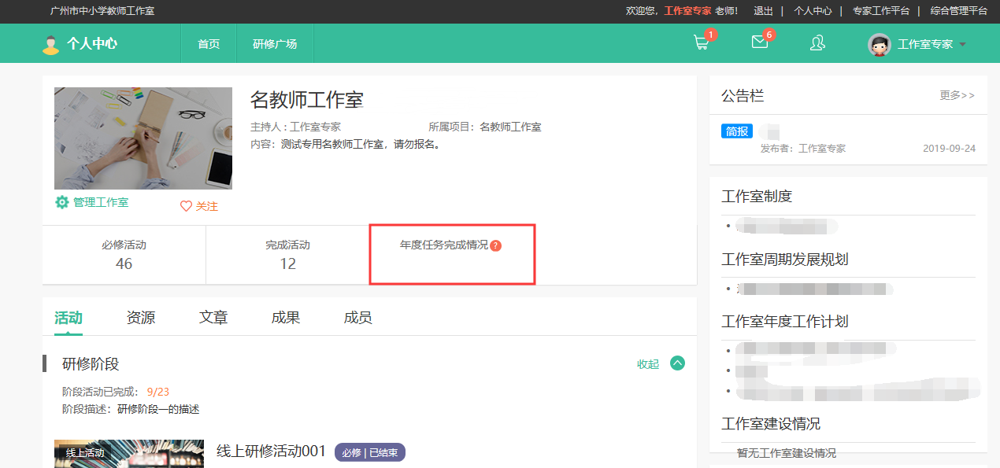 广州市中小学教师工作室
欢迎您，工作室专家 老师！ 退出 | 个人中心 | 专家工作平台 | 综合管理平台
个人中心 首页 研修广场 1 6 工作室专家
名教师工作室
主持人：工作室专家 所属项目：名教师工作室
内容：测试专用名教师工作室，请勿报名。
管理工作室 关注
必修活动 完成活动 年度任务完成情况 ?
46 12
活动 资源 文章 成果 成员
研修阶段 收起
阶段活动已完成：9/23
阶段描述：研修阶段一的描述
线上活动 线上研修活动001 必修 | 已结束
公告栏 更多>>
简报
发布者：工作室专家 2019-09-24
工作室制度
工作室周期发展规划
工作室年度工作计划
工作室建设情况
暂无工作室建设情况